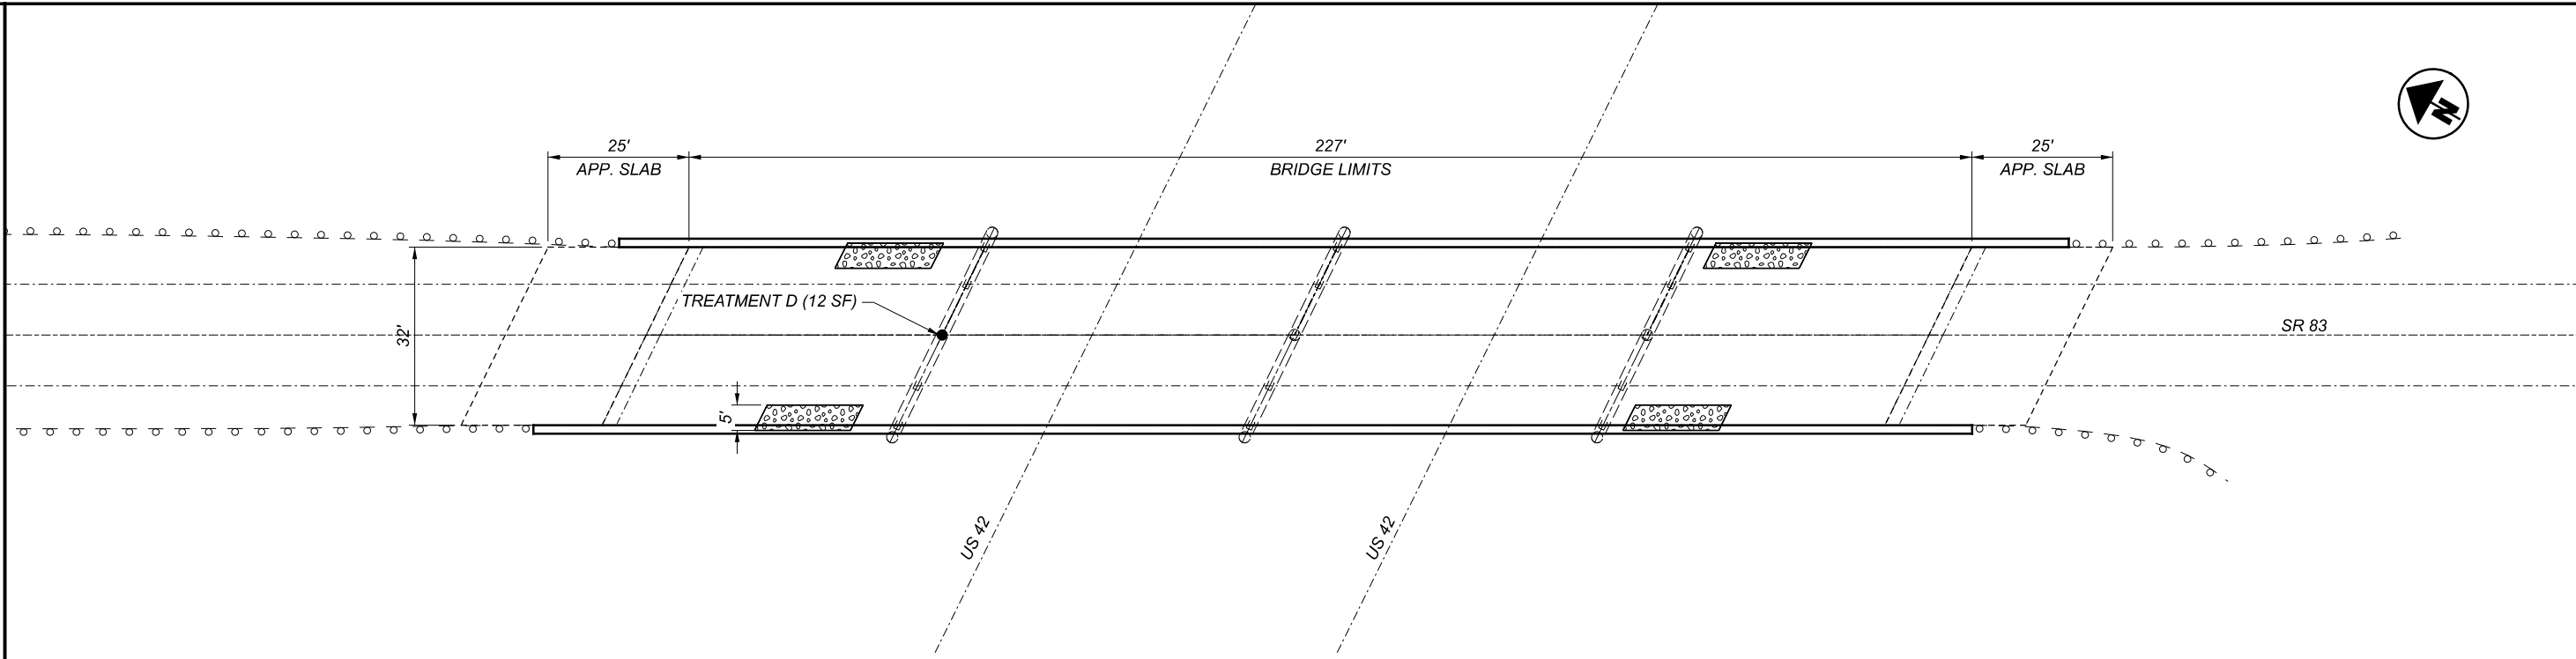 N
25'
APP. SLAB
227'
BRIDGE LIMITS
25'
APP. SLAB
TREATMENT D (12 SF)
32'
SR 83
5'
US 42
US 42